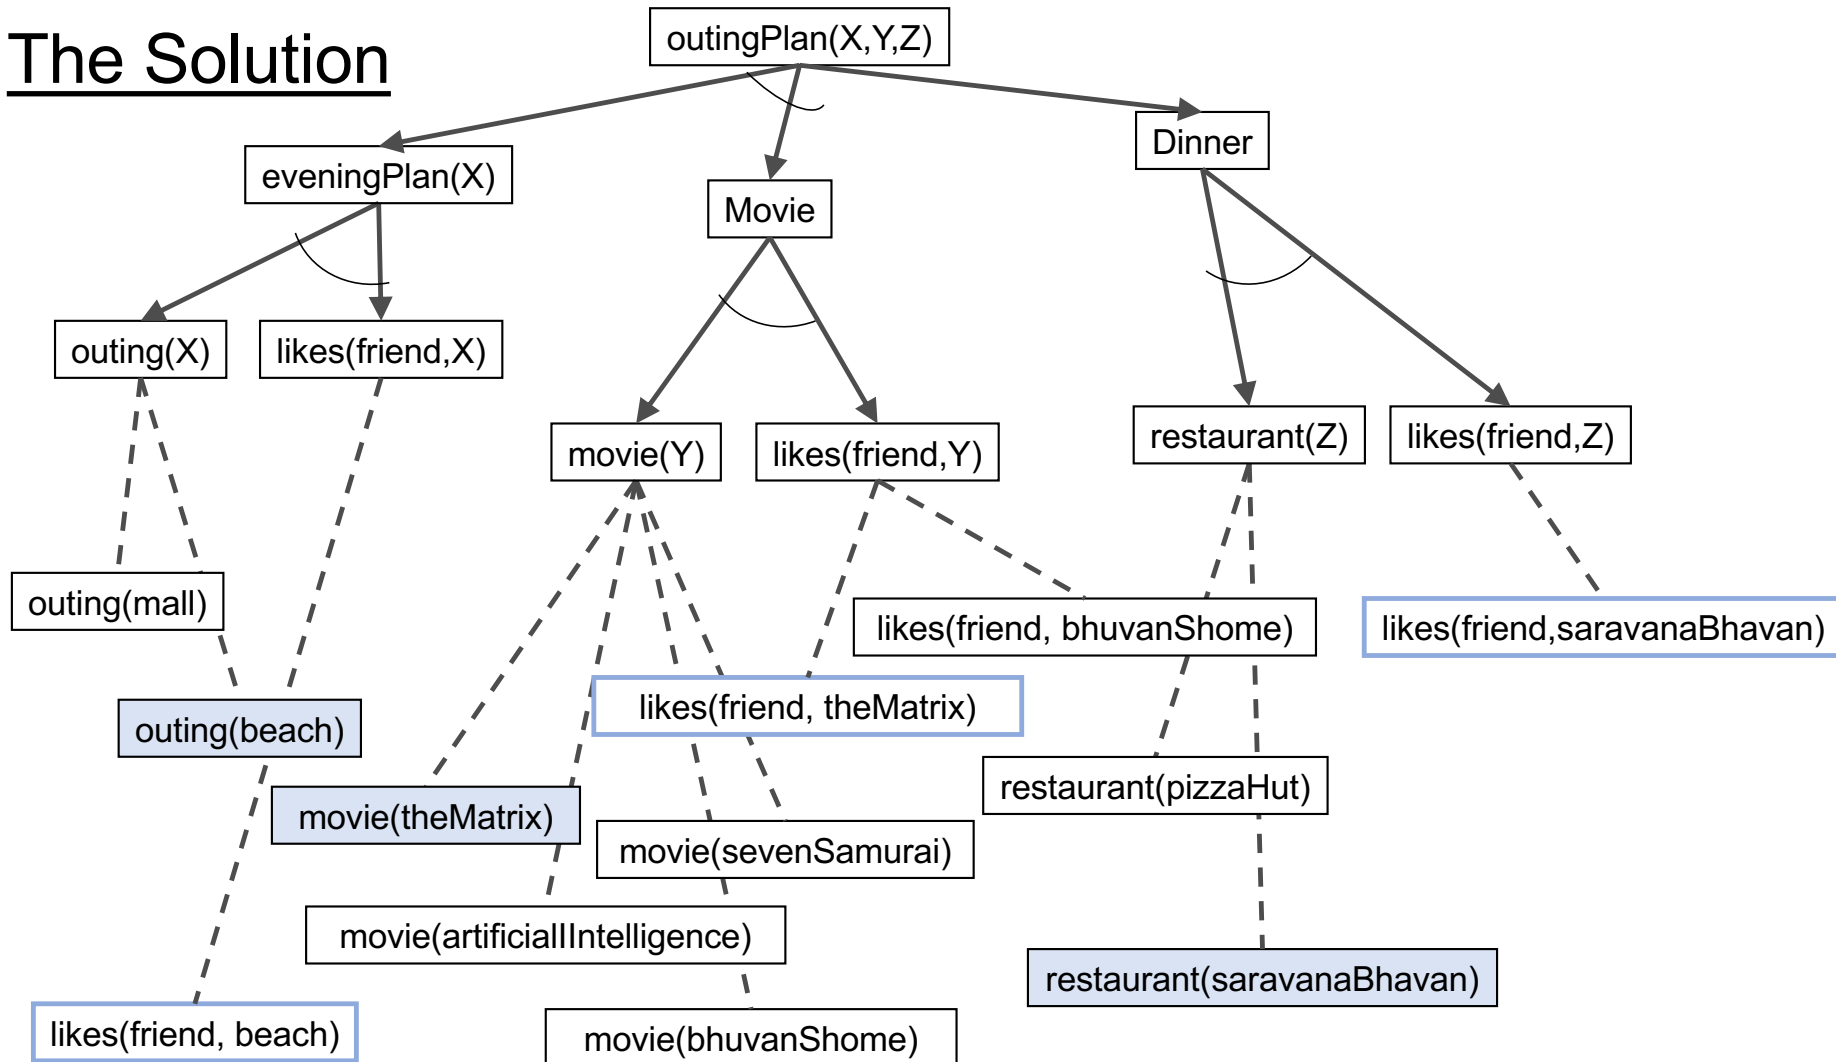 The Solution
outingPlan(X,Y,Z)
eveningPlan(X)
Movie
Dinner
outing(X)
likes(friend,X)
movie(Y)
likes(friend,Y)
restaurant(Z)
likes(friend,Z)
outing(mall)
likes(friend, bhuvanShome)
likes(friend,saravanaBhavan)
outing(beach)
likes(friend, theMatrix)
movie(theMatrix)
restaurant(pizzaHut)
movie(sevenSamurai)
movie(artificialIIntelligence)
restaurant(saravanaBhavan)
likes(friend, beach)
movie(bhuvanShome)